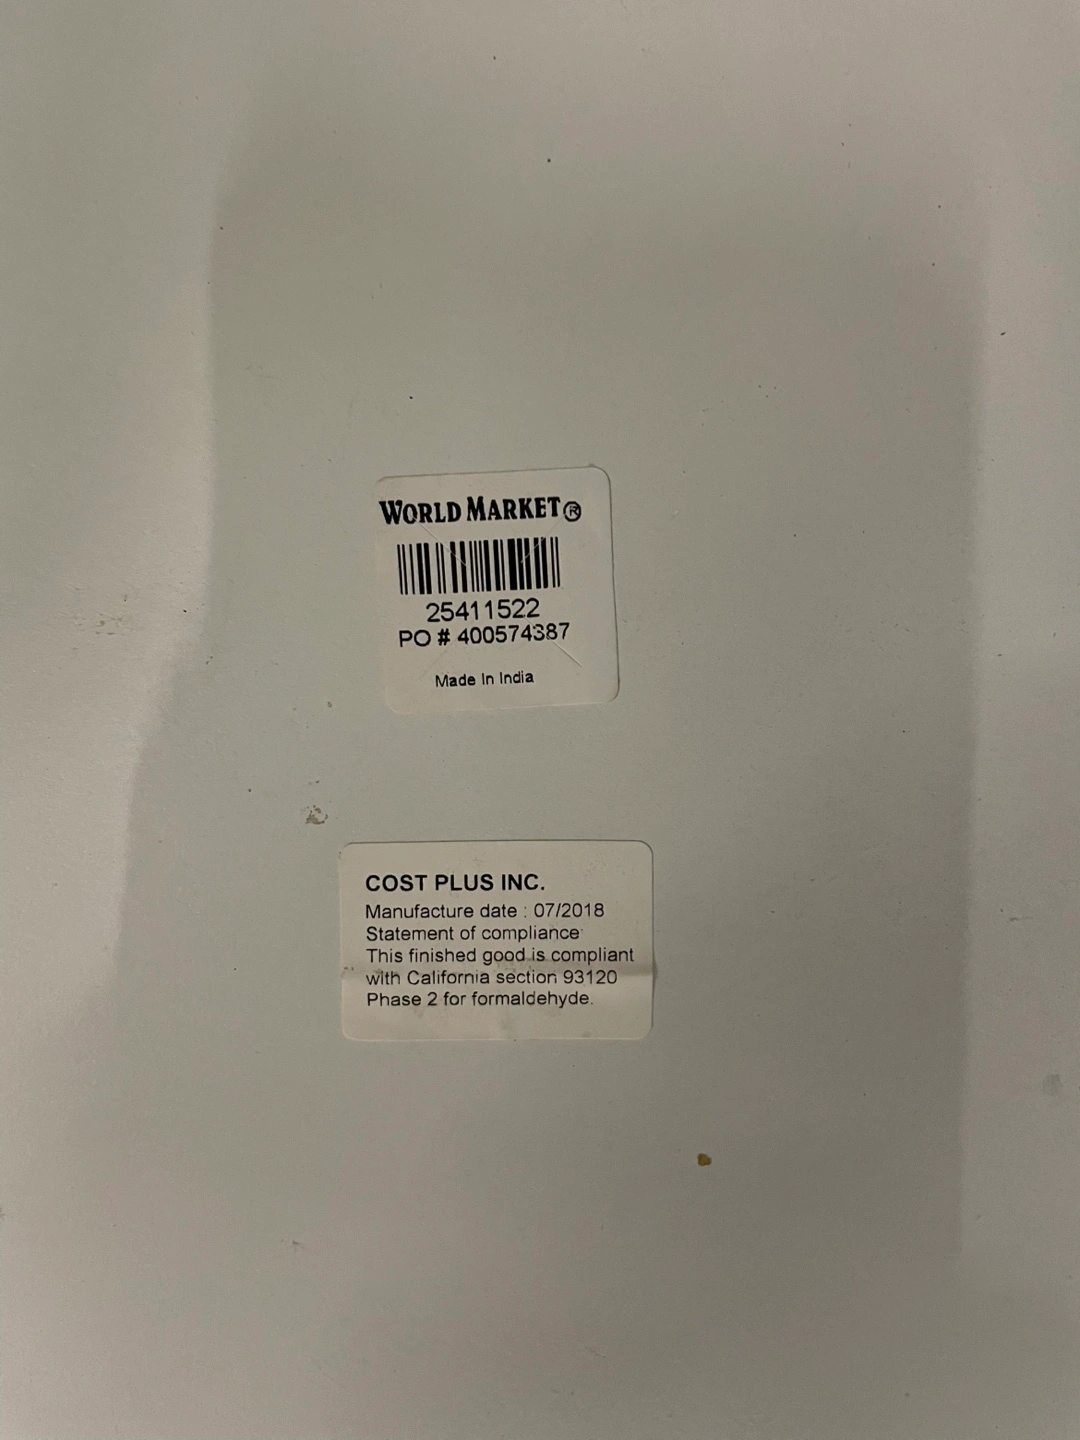 WORLD MARKET®
25411522
PO # 400574387
Made In India
COST PLUS INC.
Manufacture date : 07/2018
Statement of compliance
This finished good is compliant
with California section 93120
Phase 2 for formaldehyde.